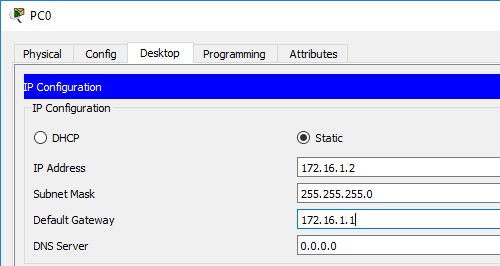 PC0
Physical Config Desktop Programming Attributes
IP Configuration
IP Configuration
DHCP Static
IP Address 172.16.1.2
Subnet Mask 255.255.255.0
Default Gateway 172.16.1.1
DNS Server 0.0.0.0